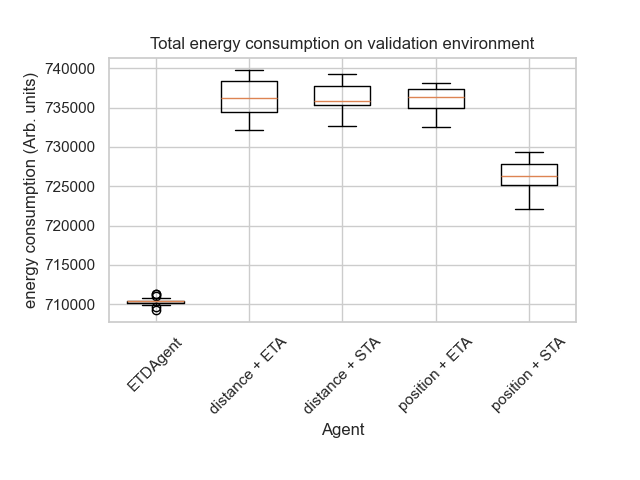 Total energy consumption on validation environment
energy consumption (Arb. units)
740000
735000
730000
725000
720000
715000
710000
ETDAgent
distance + ETA
distance + STA
position + ETA
position + STA
Agent